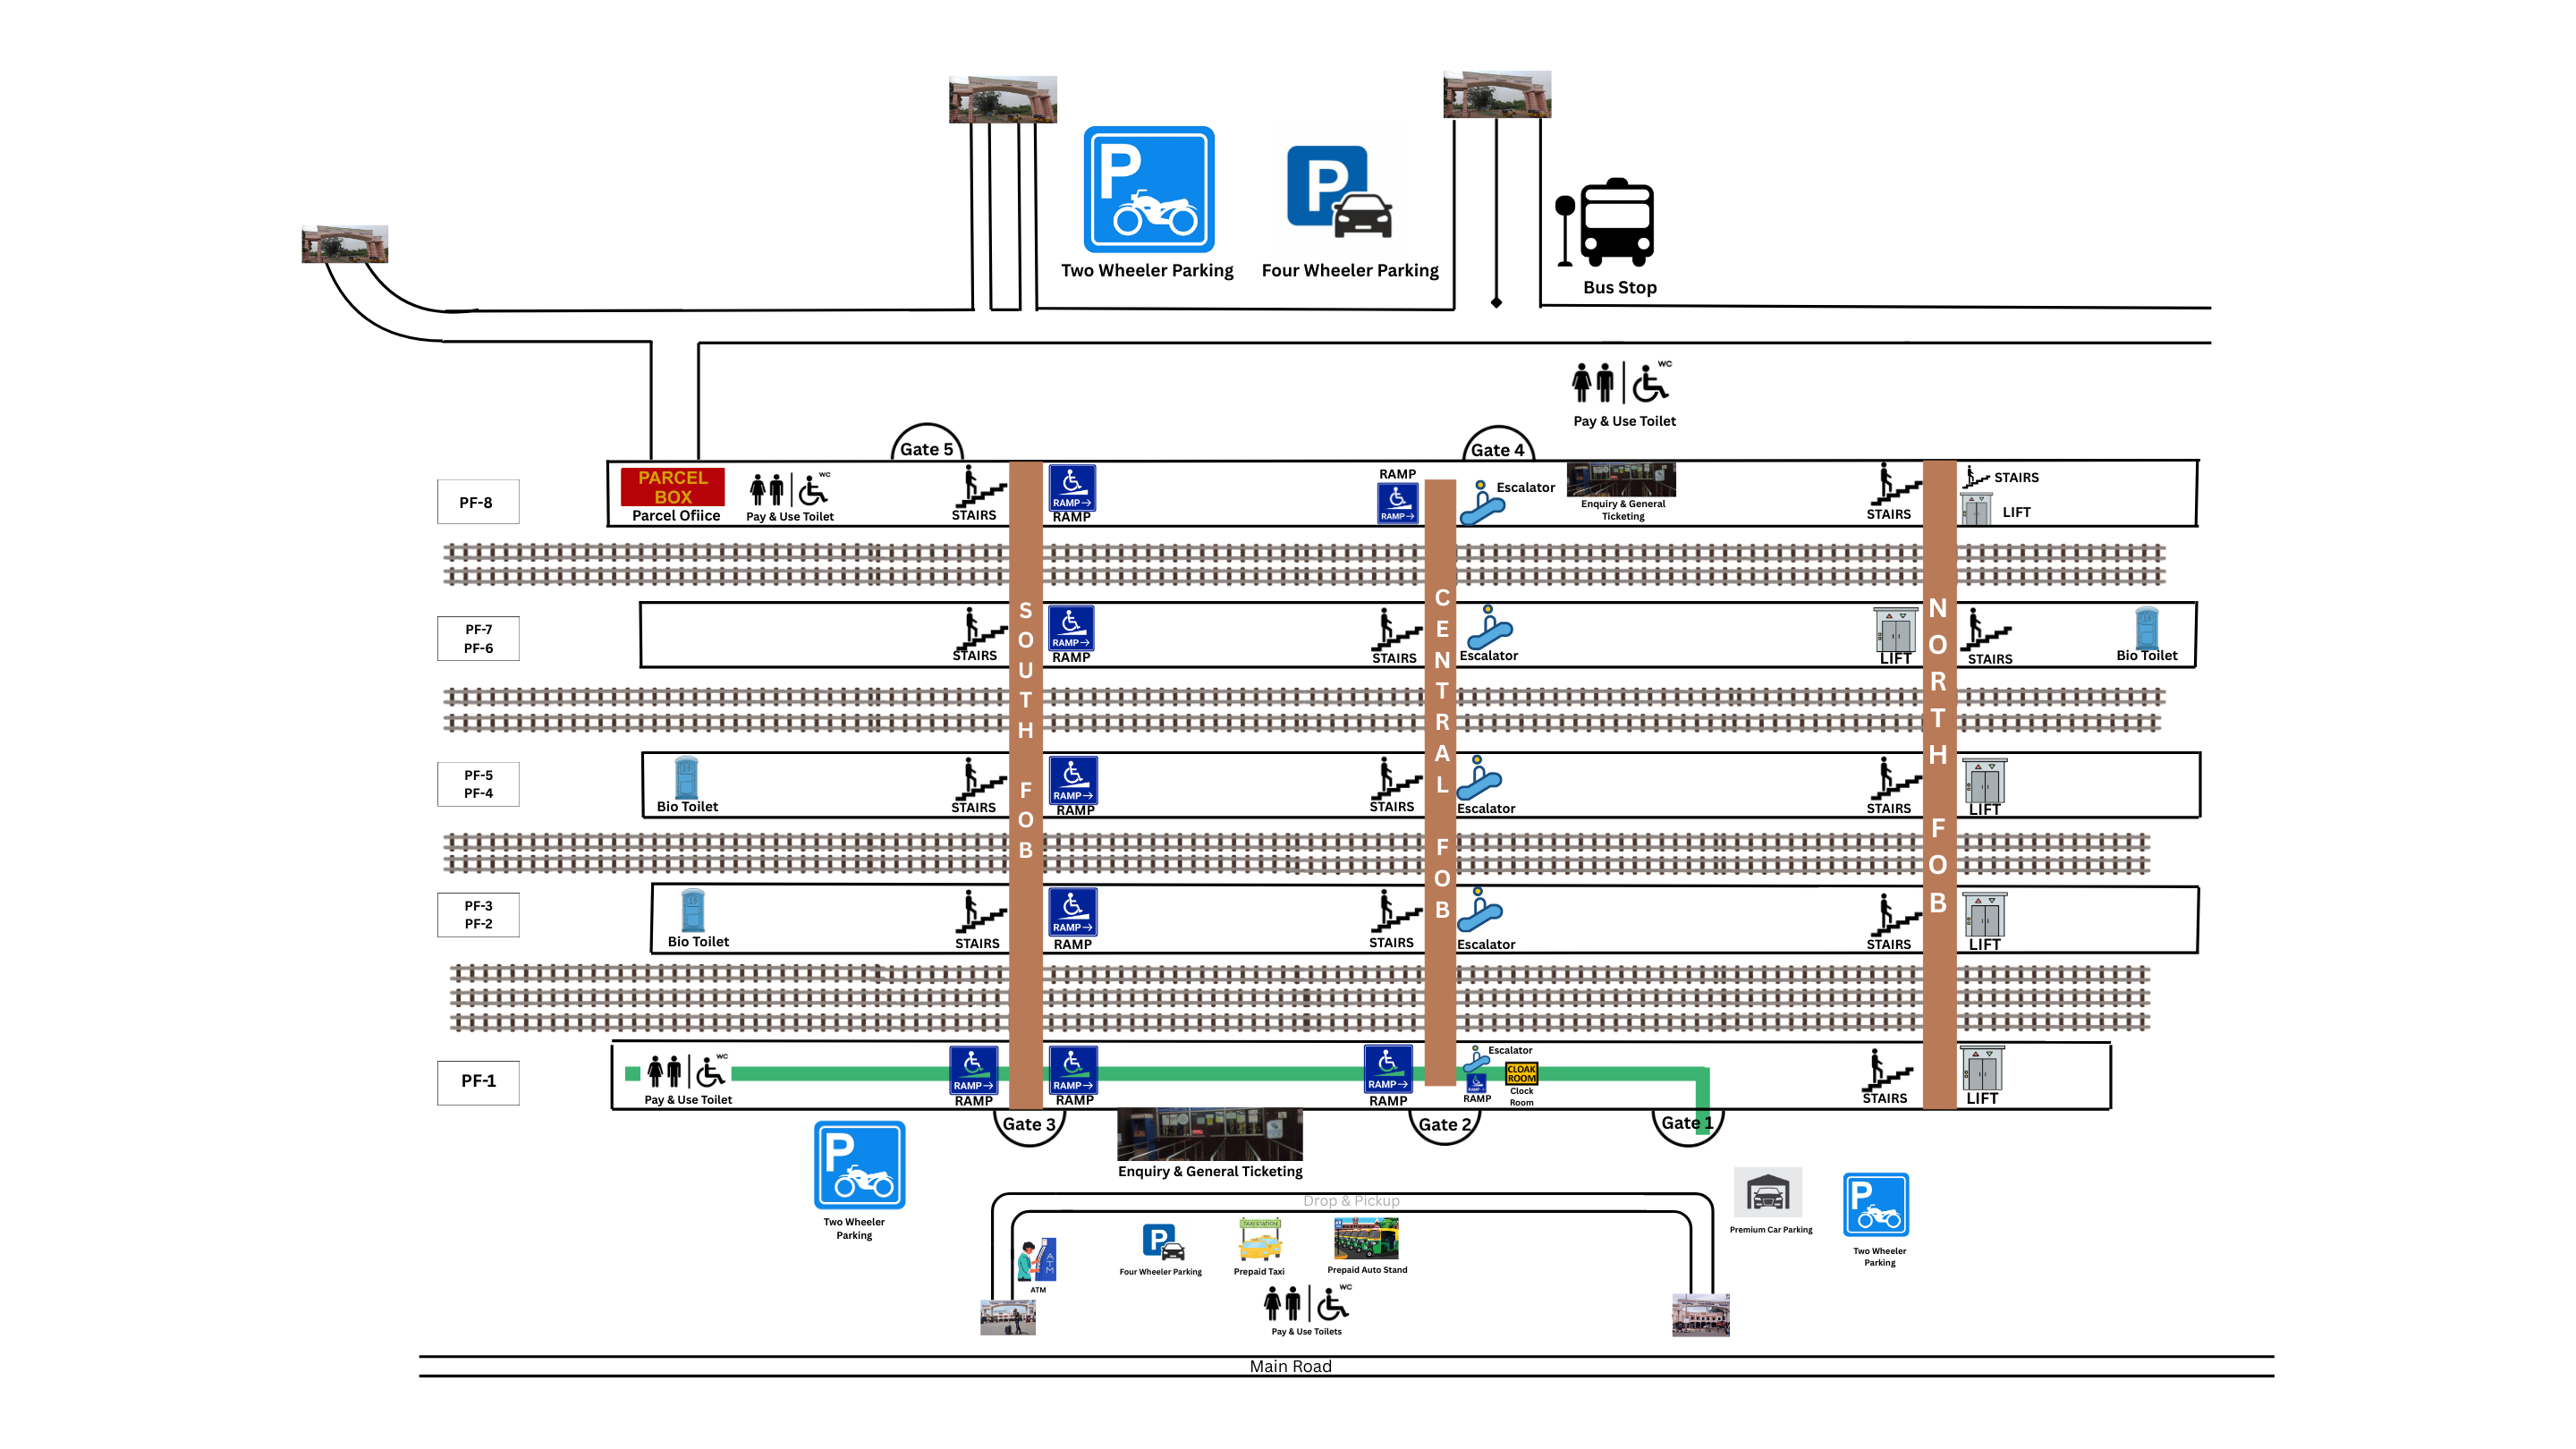 P
Two Wheeler Parking
P
Four Wheeler Parking
Bus Stop
WC
Pay & Use Toilet
Gate 5
Gate 4
PF-8
PARCEL
BOX
Parcel Ofiice
WC
Pay & Use Toilet
STAIRS
RAMP→
RAMP
RAMP
RAMP→
Escalator
Enquiry & General
Ticketing
STAIRS
STAIRS
LIFT
PF-7
PF-6
STAIRS
RAMP→
RAMP
STAIRS
Escalator
LIFT
STAIRS
Bio Toilet
SOUTH FOB
CENTRAL FOB
NORTH FOB
PF-5
PF-4
Bio Toilet
STAIRS
RAMP→
RAMP
STAIRS
Escalator
STAIRS
LIFT
PF-3
PF-2
Bio Toilet
STAIRS
RAMP→
RAMP
STAIRS
Escalator
STAIRS
LIFT
PF-1
WC
Pay & Use Toilet
RAMP→
RAMP
RAMP→
RAMP
RAMP→
RAMP
Escalator
RAMP
CLOAK
ROOM
Clock
Room
STAIRS
LIFT
Gate 3
Gate 2
Gate 1
Enquiry & General Ticketing
P
Two Wheeler
Parking
Drop & Pickup
ATM
ATM
P
Four Wheeler Parking
TAXI STATION
Prepaid Taxi
Prepaid Auto Stand
WC
Pay & Use Toilets
Premium Car Parking
P
Two Wheeler
Parking
Main Road